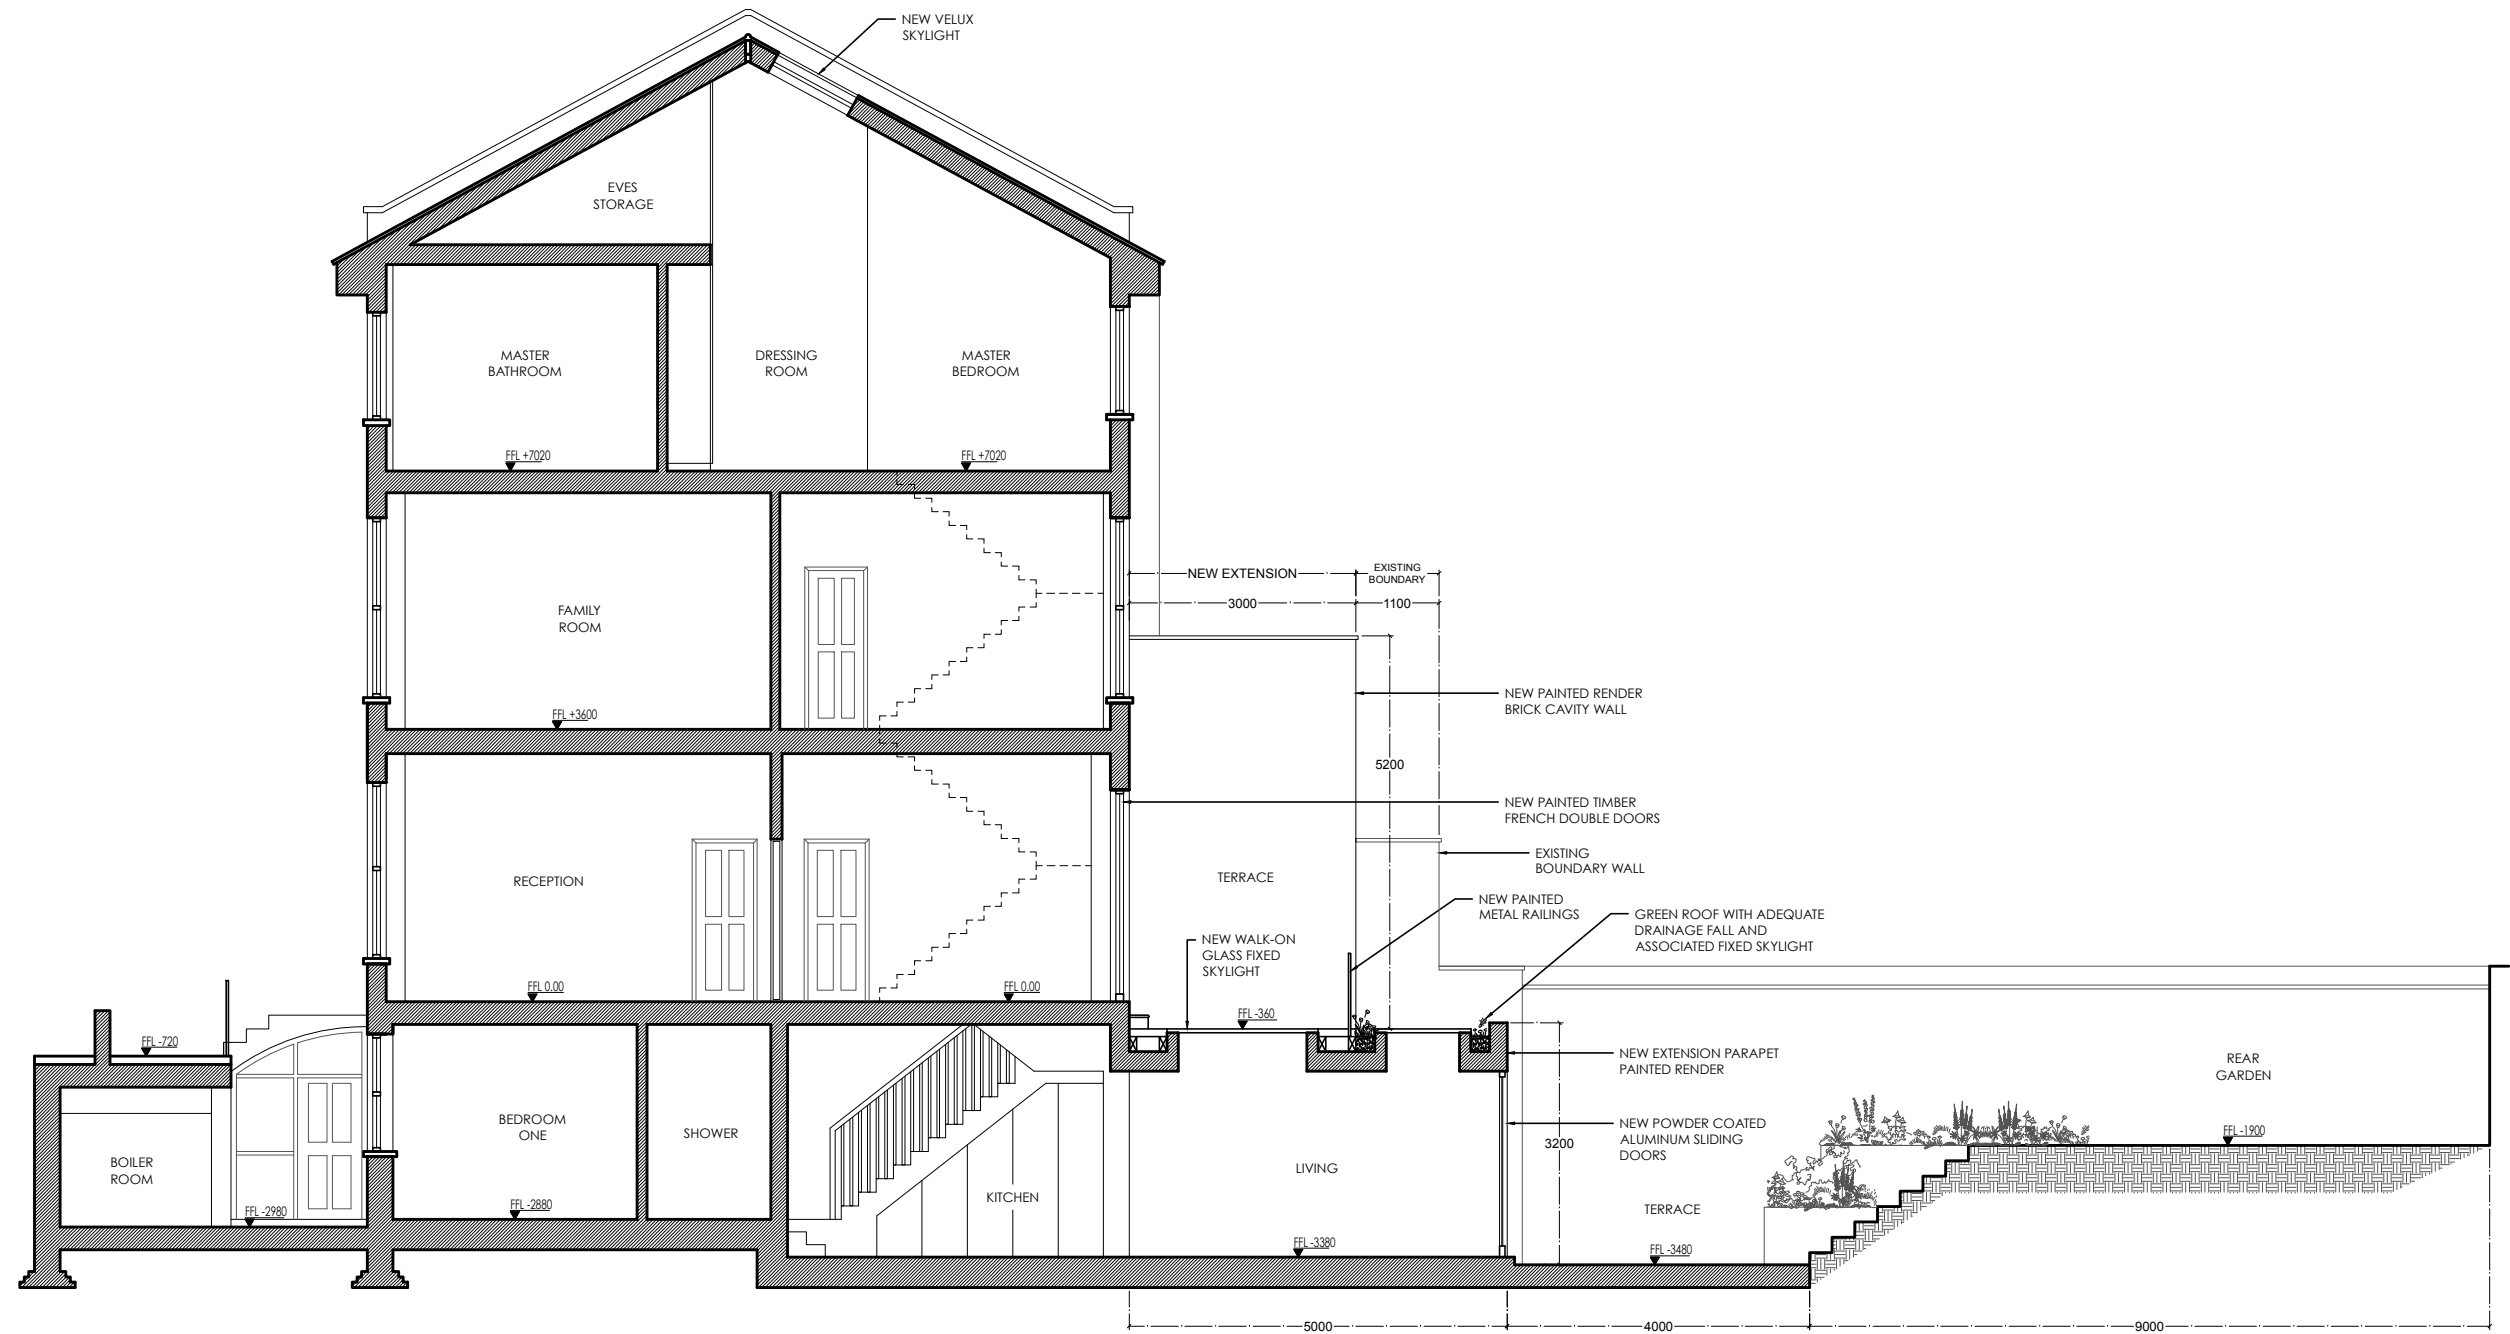 NEW VELUX
SKYLIGHT
EVES
STORAGE
MASTER
BATHROOM
DRESSING
ROOM
MASTER
BEDROOM
FFL +7020
FFL +7020
NEW EXTENSION
EXISTING
BOUNDARY
3000
1100
FAMILY
ROOM
FFL +3600
NEW PAINTED RENDER
BRICK CAVITY WALL
5200
NEW PAINTED TIMBER
FRENCH DOUBLE DOORS
EXISTING
BOUNDARY WALL
RECEPTION
TERRACE
NEW PAINTED
METAL RAILINGS
GREEN ROOF WITH ADEQUATE
DRAINAGE FALL AND
ASSOCIATED FIXED SKYLIGHT
NEW WALK-ON
GLASS FIXED
SKYLIGHT
FFL 0.00
FFL 0.00
FFL -360
FFL -720
NEW EXTENSION PARAPET
PAINTED RENDER
REAR
GARDEN
BEDROOM
ONE
SHOWER
NEW POWDER COATED
ALUMINUM SLIDING
DOORS
3200
FFL -1900
BOILER
ROOM
LIVING
KITCHEN
TERRACE
FFL -2980
FFL -2880
FFL -3380
FFL -3480
5000
4000
9000